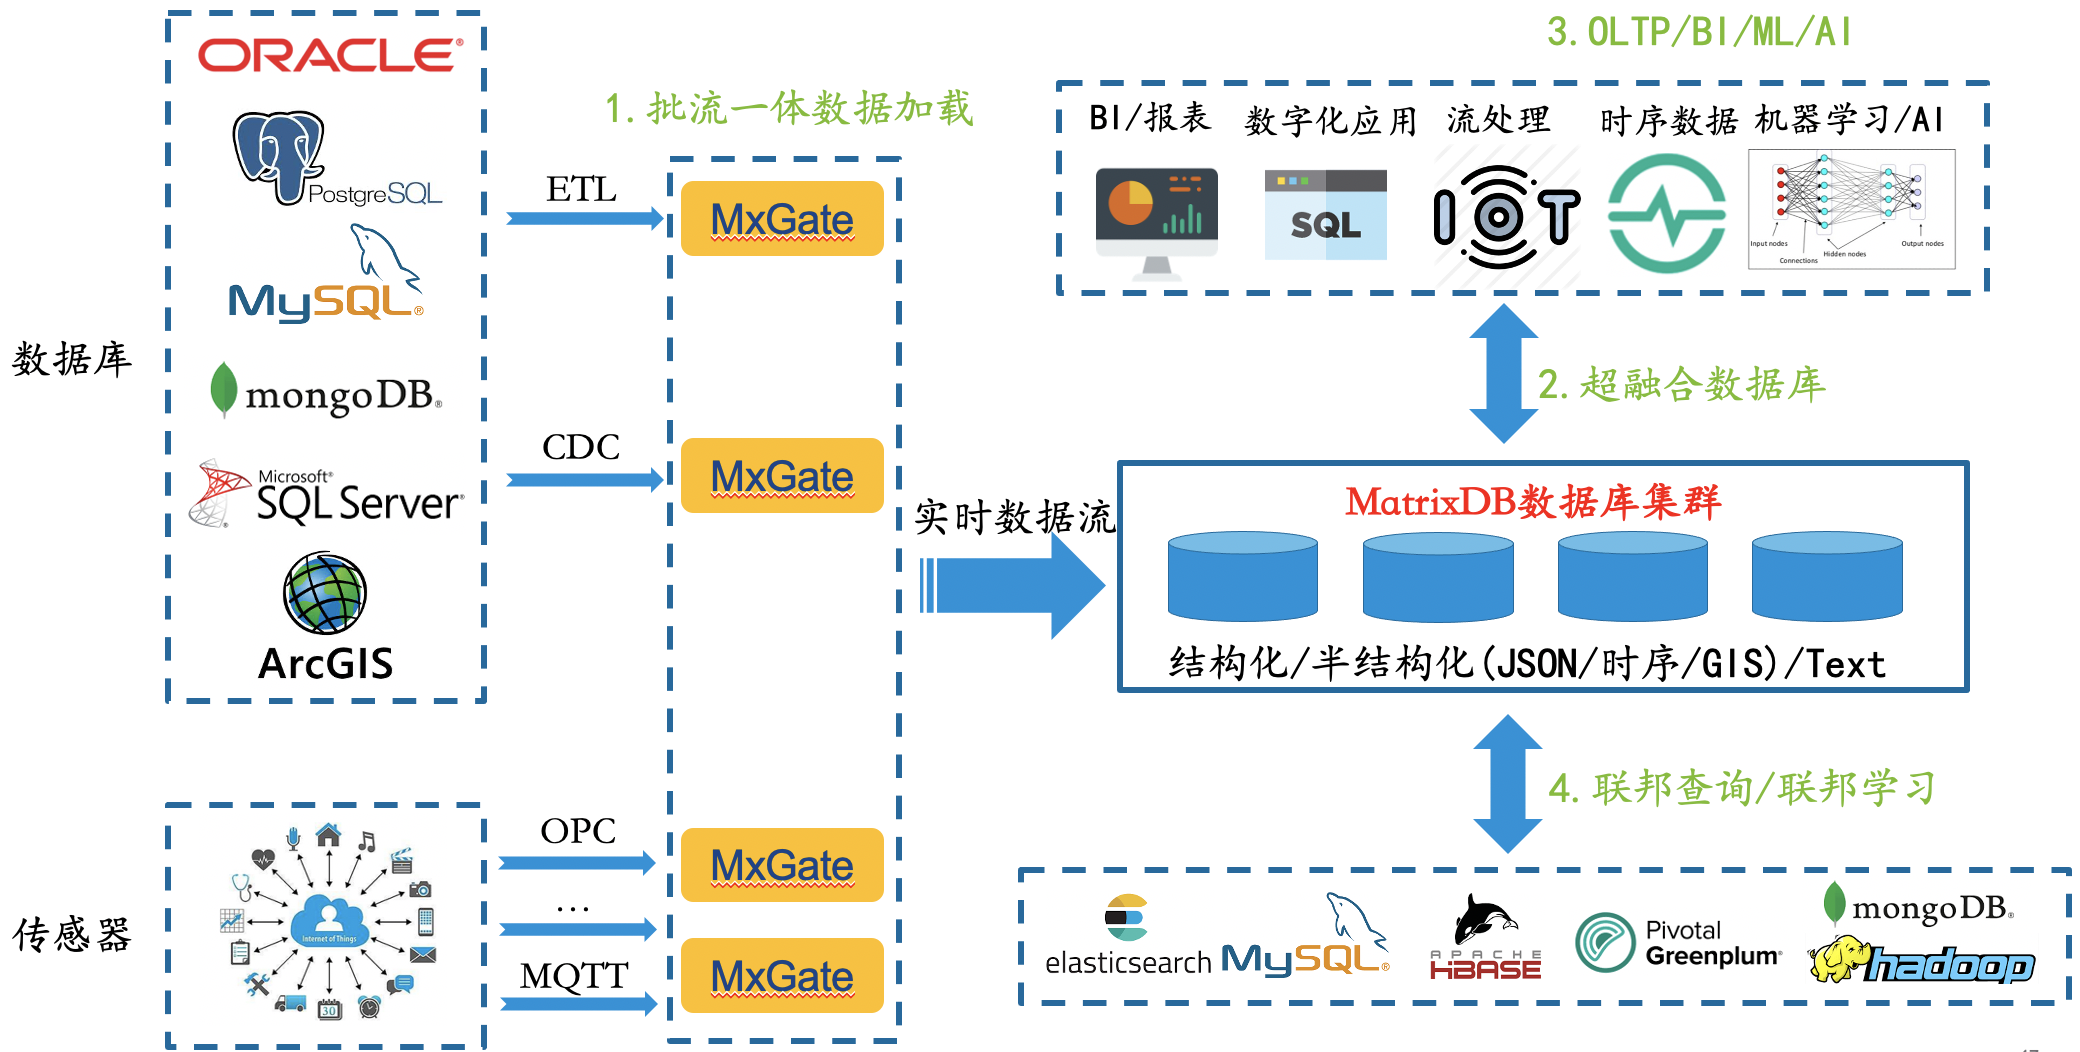 3.OLTP/BI/ML/AI
ORACLE®
1.批流一体数据加载
BI/报表
数字化应用
流处理
时序数据
机器学习/AI
PostgreSQL
ETL
MxGate
SQL
IOT
Input nodes
Connections
Hidden nodes
Output nodes
MySQL®
数据库
2.超融合数据库
mongoDB®
CDC
MxGate
Microsoft®
SQL Server®
实时数据流
MatrixDB数据库集群
ArcGIS
结构化/半结构化(JSON/时序/GIS)/Text
4.联邦查询/联邦学习
OPC
MxGate
...
传感器
Internet of Things
30
MQTT
MxGate
elasticsearch
MySQL®
APACHE
HBASE
Pivotal
Greenplum®
mongoDB®
hadoop